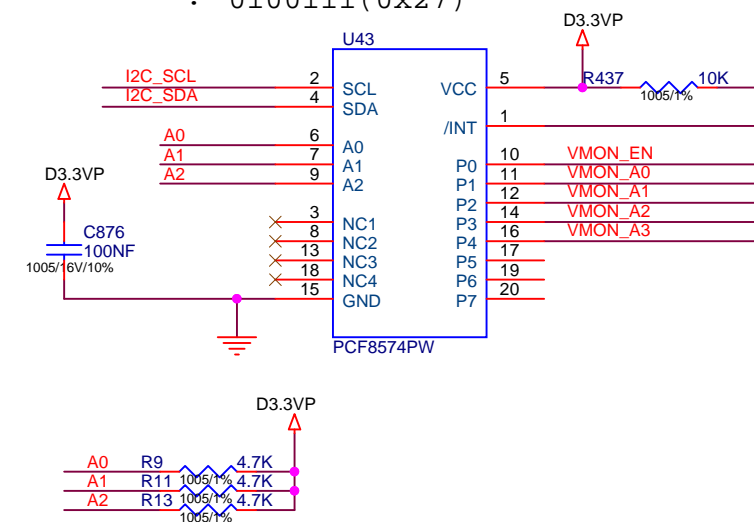 : 0100111(0x27)
D3.3VP
U43
I2C_SCL 2 SCL VCC 5 R437 10K
1005/1%
I2C_SDA 4 SDA
/INT 1
A0 6 A0 P0 10 VMON_EN
A1 7 A1 P1 11 VMON_A0
A2 9 A2 P2 12 VMON_A1
D3.3VP
3 NC1 P3 14 VMON_A2
8 NC2 P4 16 VMON_A3
C876
100NF
1005/16V/10%
13 NC3 P5 17
18 NC4 P6 19
15 GND P7 20
PCF8574PW
D3.3VP
A0 R9 4.7K
1005/1%
A1 R11 4.7K
1005/1%
A2 R13 4.7K
1005/1%